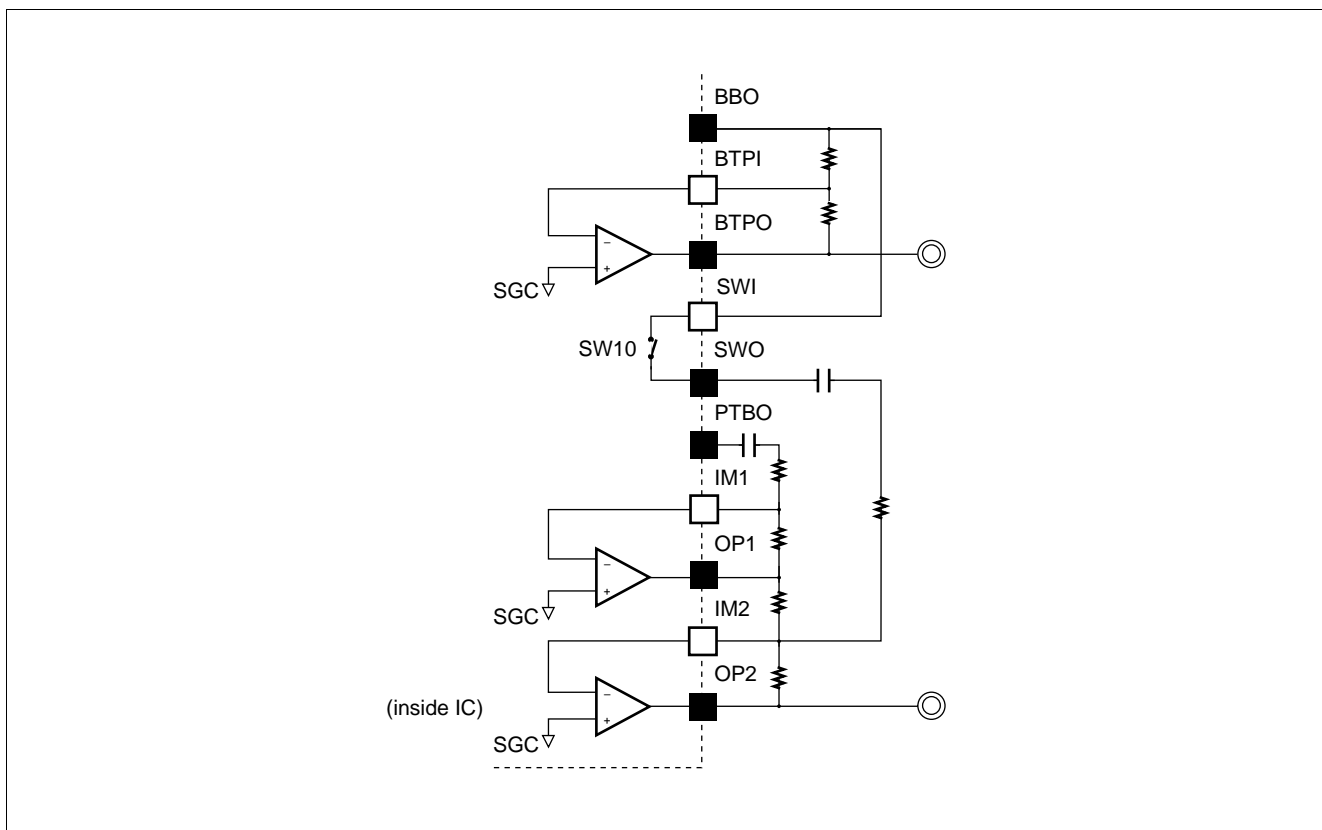 BBO
BTPI
BTPO
−
+
SGC
SWI
SW10
SWO
PTBO
IM1
OP1
−
+
SGC
IM2
OP2
(inside IC)
−
+
SGC